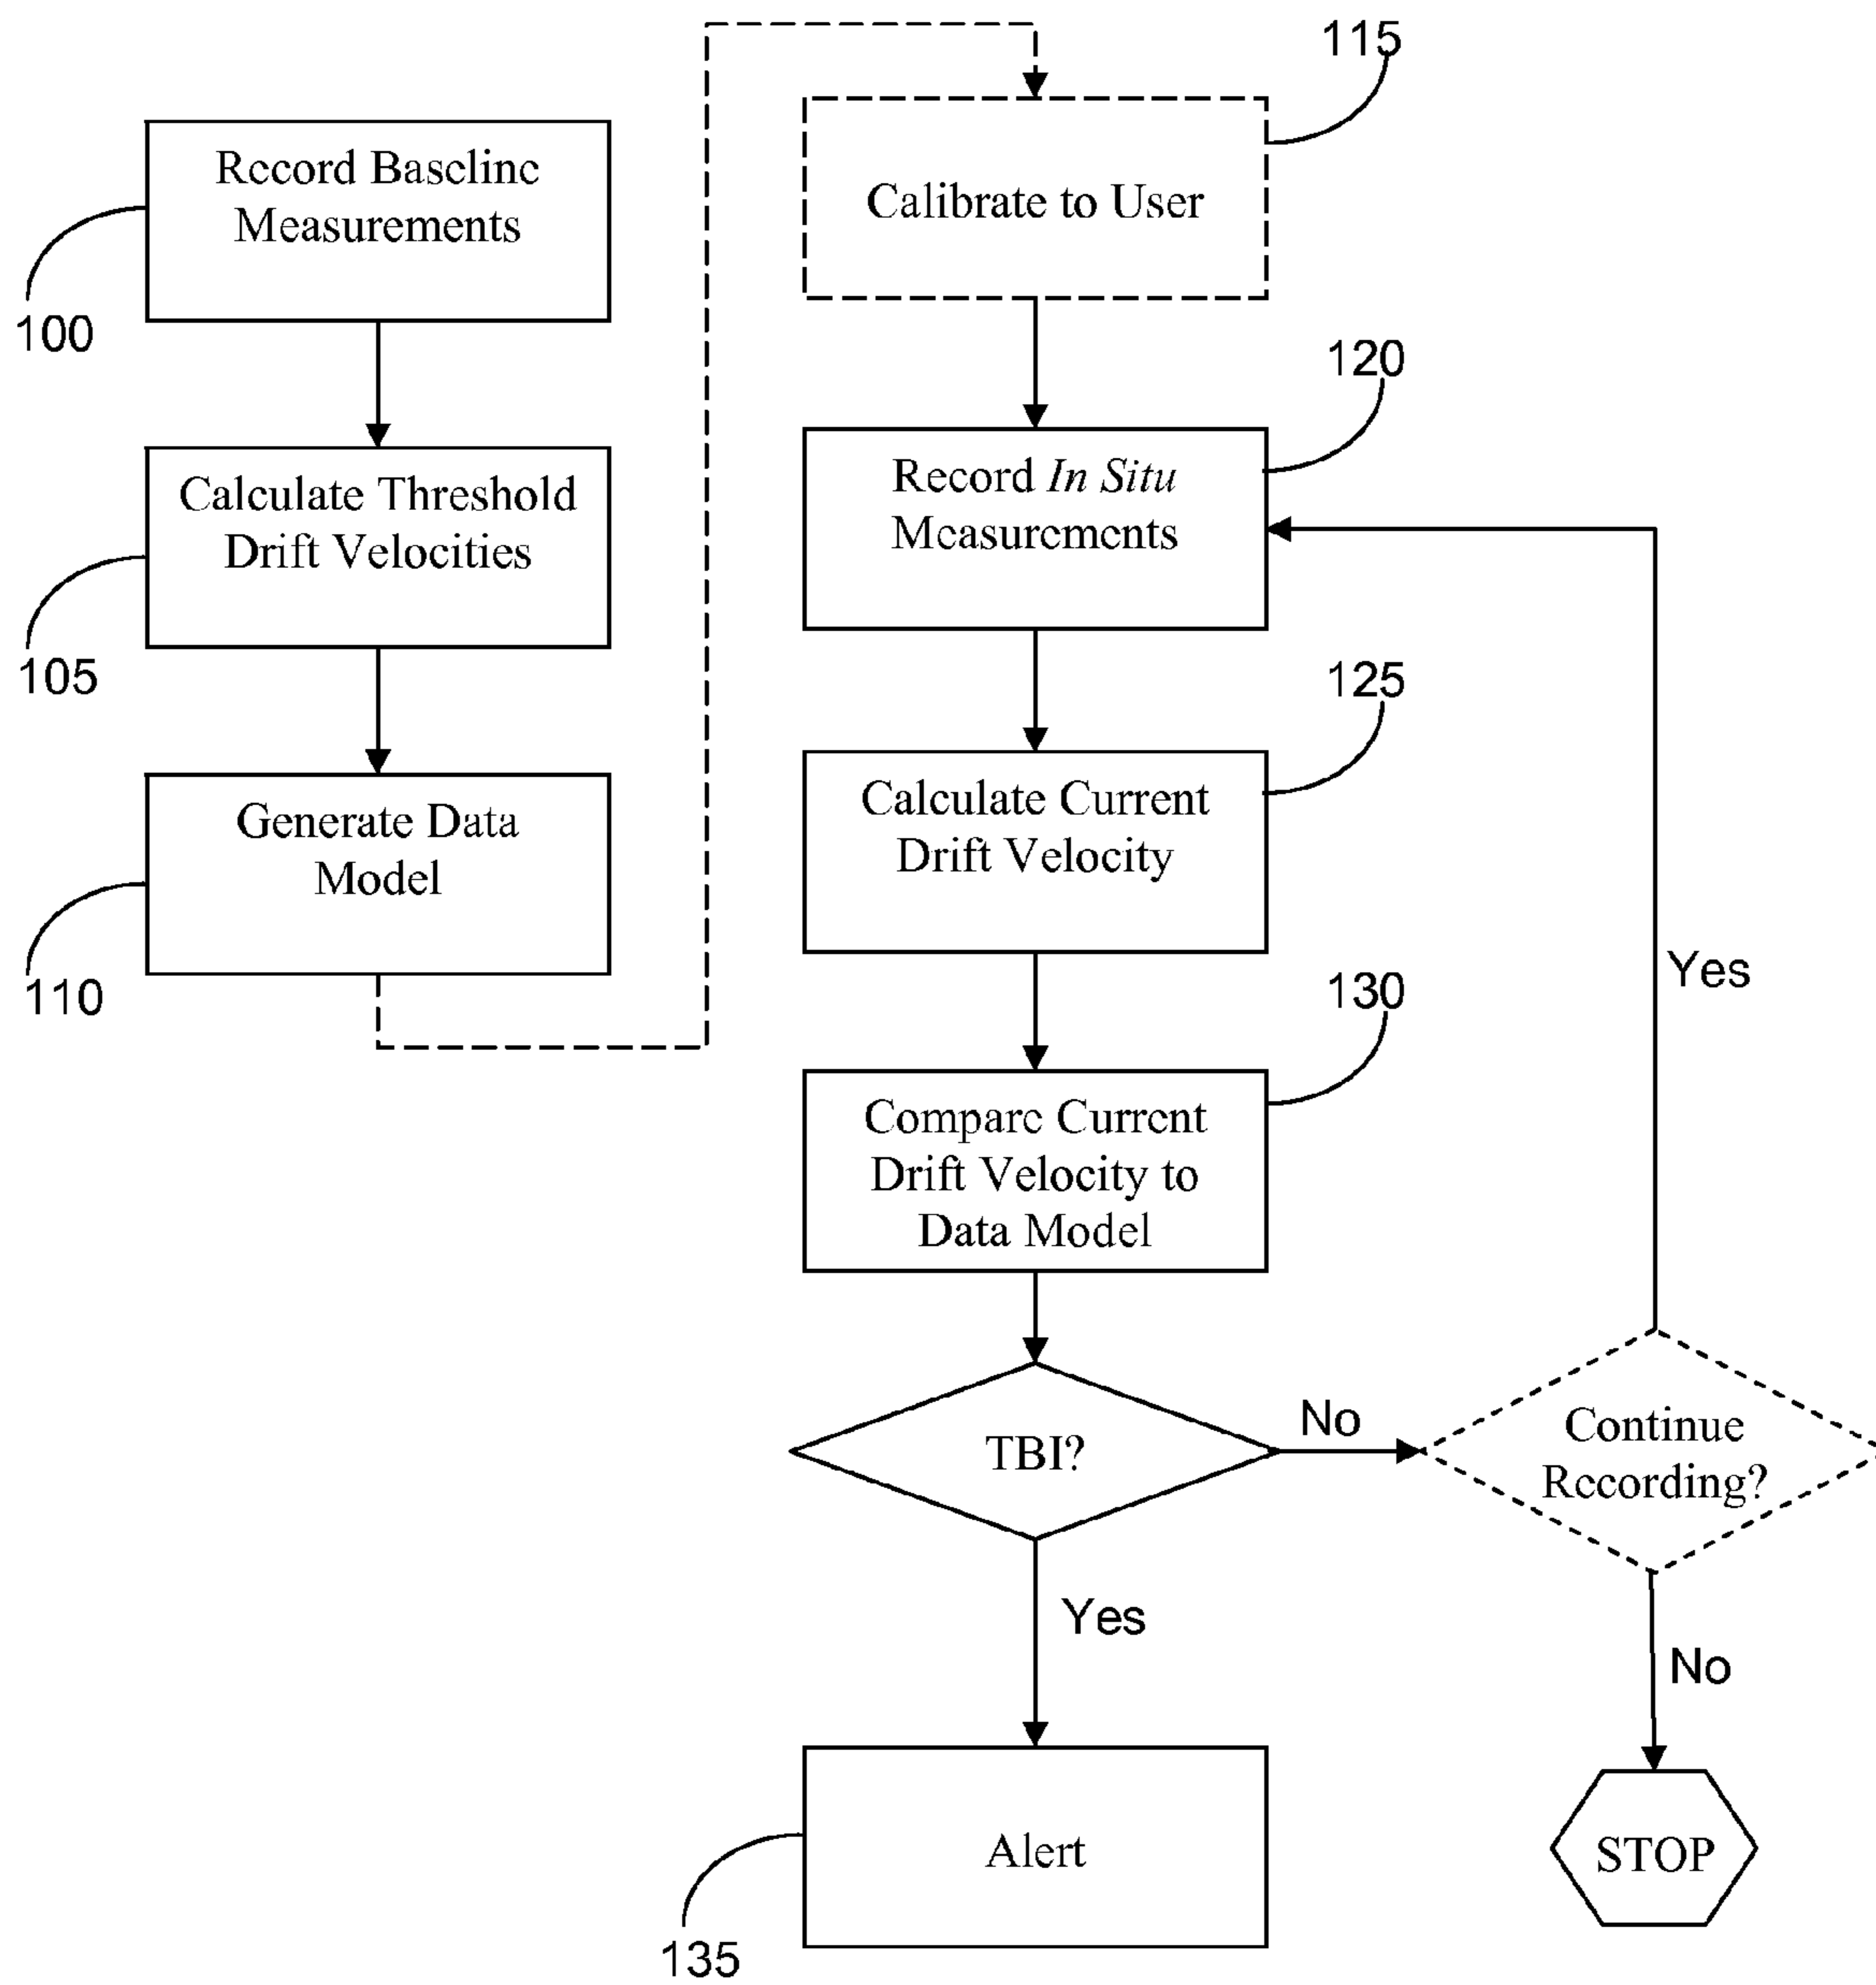 Record Baseline
Measurements
100
Calculate Threshold
Drift Velocities
105
Generate Data
Model
110
115
Calibrate to User
120
Record In Situ
Measurements
125
Calculate Current
Drift Velocity
130
Compare Current
Drift Velocity to
Data Model
TBI?
No
Continue
Recording?
Yes
Yes
No
Alert
135
STOP